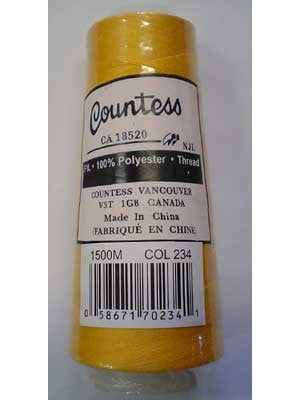 Countess
CA 18520 NJL
FIL • 100% Polyester • Thread
COUNTESS VANCOUVER
V5T 1G8 CANADA
Made In China
(FABRIQUÉ EN CHINE)
1500M COL 234
0 58671 70234 1